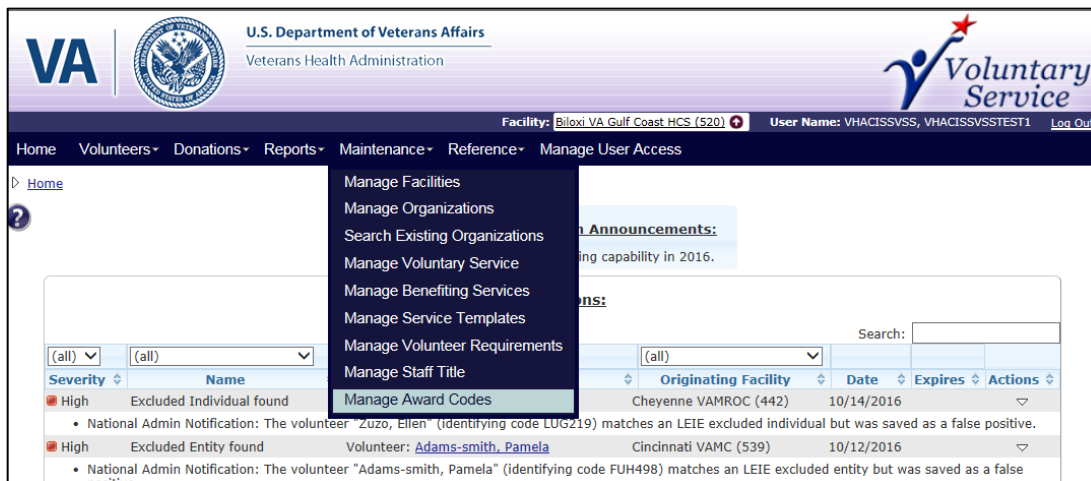 VA
U.S. Department of Veterans Affairs
Veterans Health Administration
Voluntary
Service
Facility: Biloxi VA Gulf Coast HCS (520) User Name: VHACISSVSS, VHACISSVSSTEST1 Log Out
Home Volunteers Donations Reports Maintenance Reference Manage User Access
Home
?
Manage Facilities
Manage Organizations
Search Existing Organizations
Manage Voluntary Service
Manage Benefiting Services
Manage Service Templates
Manage Volunteer Requirements
Manage Staff Title
Manage Award Codes
Announcements:
ing capability in 2016.
ons:
Search:
(all) (all) (all)
Severity Name Originating Facility Date Expires Actions
High Excluded Individual found Cheyenne VAMROC (442) 10/14/2016
• National Admin Notification: The volunteer "Zuzo, Ellen" (identifying code LUG219) matches an LEIE excluded individual but was saved as a false positive.
High Excluded Entity found Volunteer: Adams-smith, Pamela Cincinnati VAMC (539) 10/12/2016
• National Admin Notification: The volunteer "Adams-smith, Pamela" (identifying code FUH498) matches an LEIE excluded entity but was saved as a false